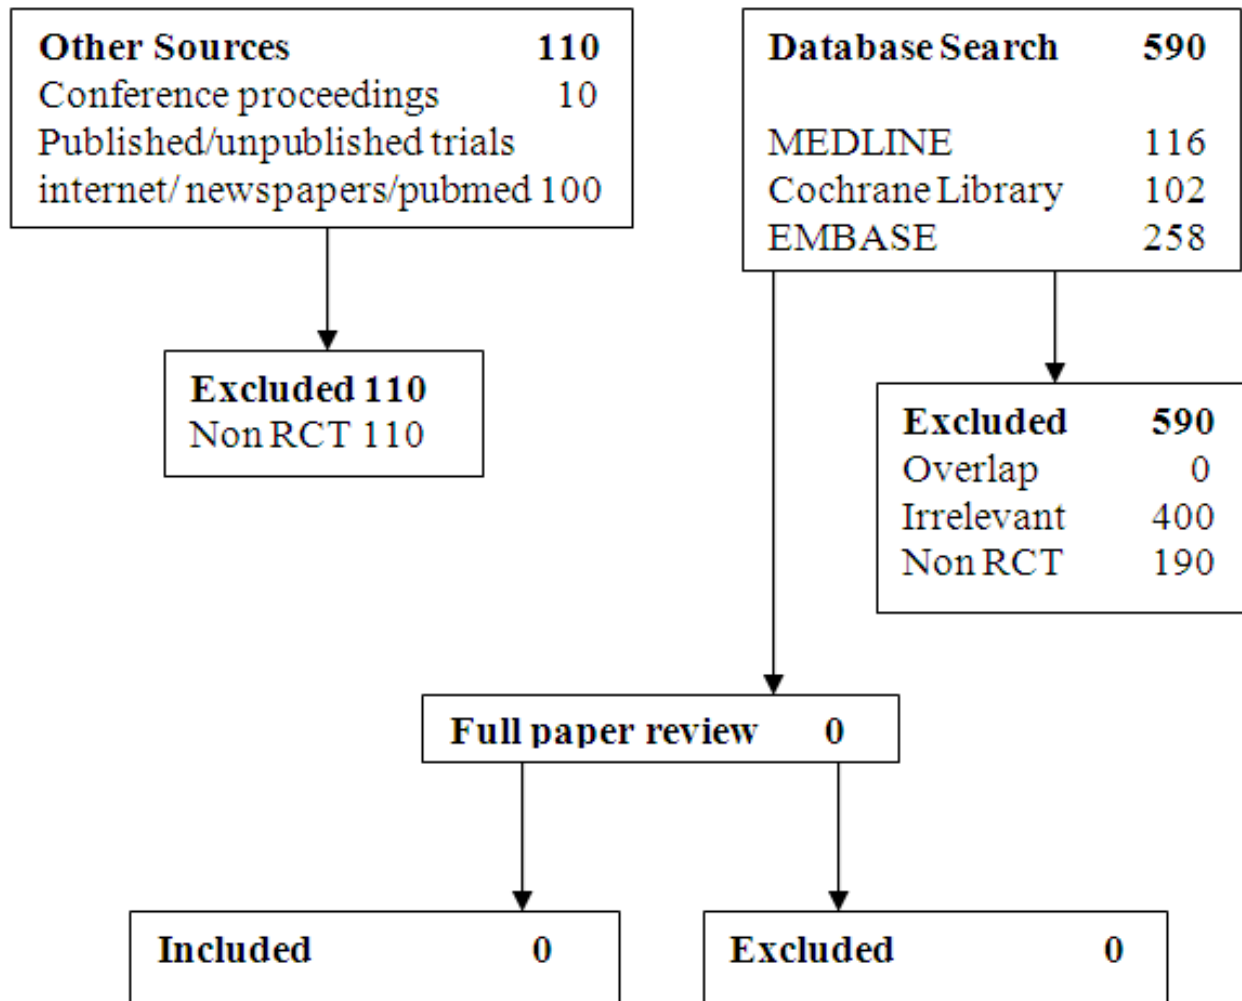 Other Sources 110
Conference proceedings 10
Published/unpublished trials
internet/ newspapers/pubmed 100
Database Search 590
MEDLINE 116
Cochrane Library 102
EMBASE 258
Excluded 110
Non RCT 110
Excluded 590
Overlap 0
Irrelevant 400
Non RCT 190
Full paper review 0
Included 0
Excluded 0